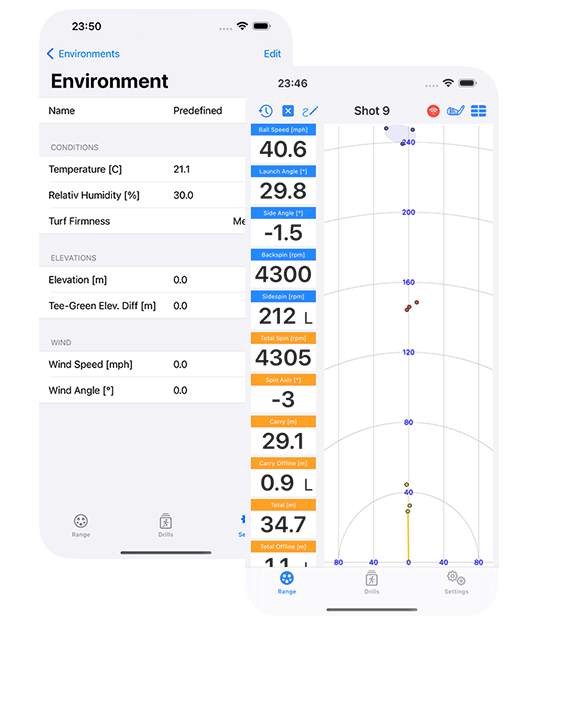 23:50
Environments
Edit
Environment
Name Predefined
CONDITIONS
Temperature [C] 21.1
Relativ Humidity [%] 30.0
Turf Firmness Me
ELEVATIONS
Elevation [m] 0.0
Tee-Green Elev. Diff [m] 0.0
WIND
Wind Speed [mph] 0.0
Wind Angle [°] 0.0
Range
Drills
Se
23:46
Shot 9
Ball Speed [mph]
40.6
Launch Angle [°]
29.8
Side Angle [°]
-1.5
Backspin [rpm]
4300
Sidespin [rpm]
212 L
Total Spin [rpm]
4305
Spin Axis [°]
-3
Carry [m]
29.1
Carry Offline [m]
0.9 L
Total [m]
34.7
Total Offline [m]
1.1 L
240
200
160
120
80
40
80 40 0 40 80
Range
Drills
Settings